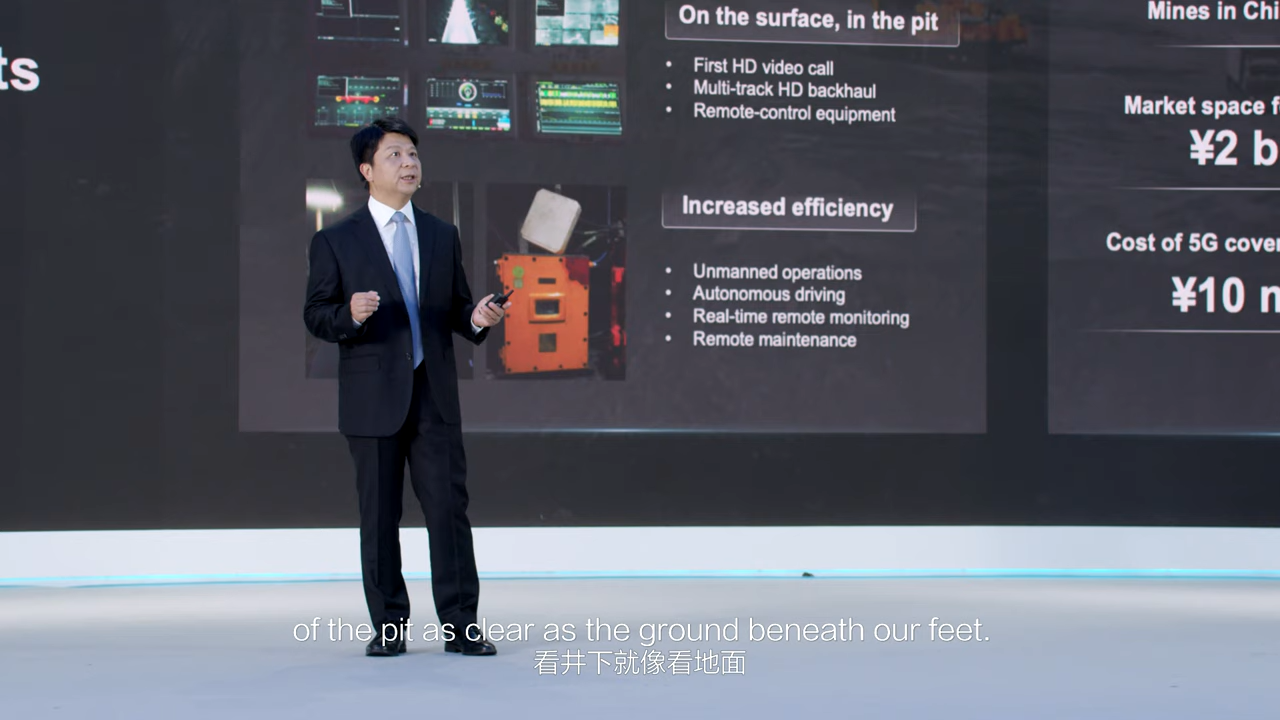 ts
On the surface, in the pit
• First HD video call
• Multi-track HD backhaul
• Remote-control equipment
Increased efficiency
• Unmanned operations
• Autonomous driving
• Real-time remote monitoring
• Remote maintenance
Mines in Chi
Market space f
¥2 b
Cost of 5G cover
¥10 m
of the pit as clear as the ground beneath our feet.
看井下就像看地面